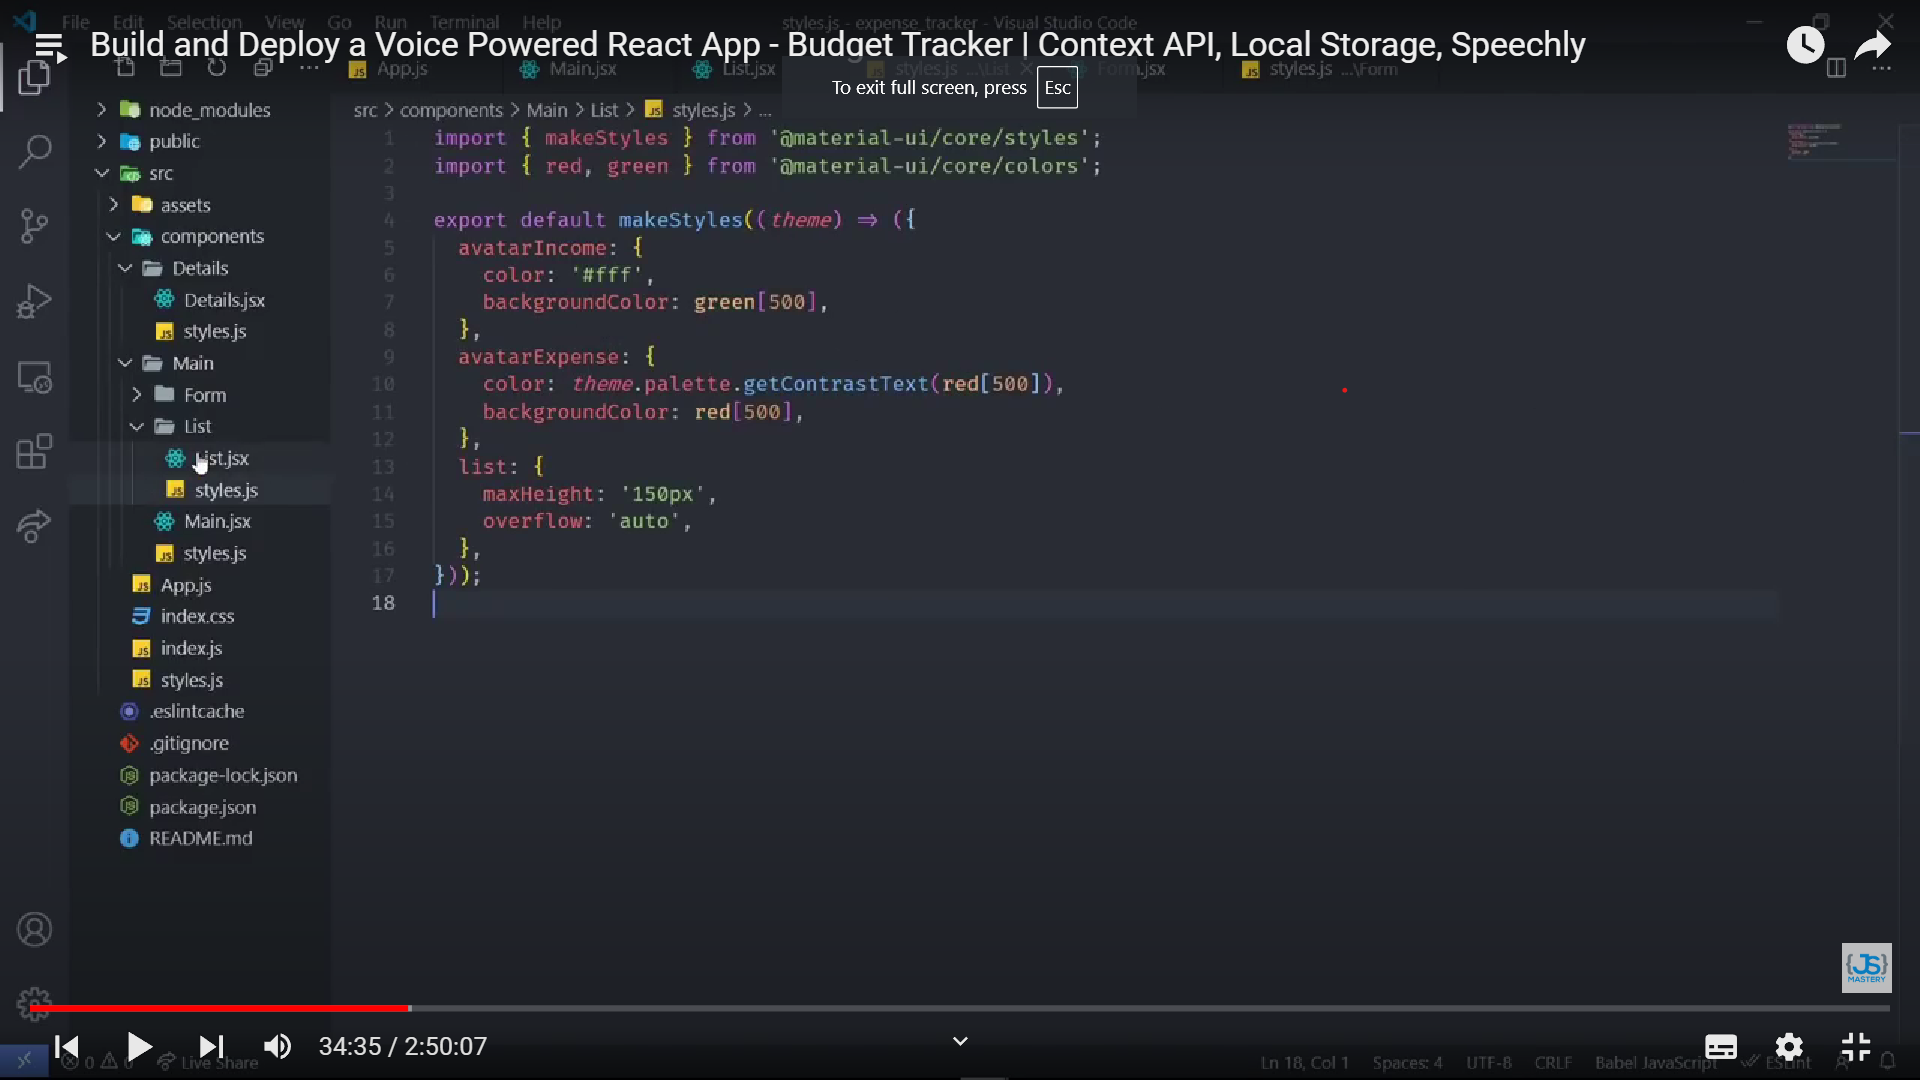 File Edit Selection View Go Run Terminal Help
styles.js - expense_tracker - Visual Studio Code
Build and Deploy a Voice Powered React App - Budget Tracker | Context API, Local Storage, Speechly
App.js Main.jsx List.jsx styles.js ...\List Form.jsx styles.js ...\Form
To exit full screen, press Esc
node_modules
public
src
assets
components
Details
Details.jsx
styles.js
Main
Form
List
List.jsx
styles.js
Main.jsx
styles.js
App.js
index.css
index.js
styles.js
.eslintcache
.gitignore
package-lock.json
package.json
README.md
src > components > Main > List > styles.js > ...
1 import { makeStyles } from '@material-ui/core/styles';
2 import { red, green } from '@material-ui/core/colors';
3
4 export default makeStyles((theme) => ({
5 avatarIncome: {
6 color: '#fff',
7 backgroundColor: green[500],
8 },
9 avatarExpense: {
10 color: theme.palette.getContrastText(red[500]),
11 backgroundColor: red[500],
12 },
13 list: {
14 maxHeight: '150px',
15 overflow: 'auto',
16 },
17 }));
18
{JS}
MASTERY
34:35 / 2:50:07
0 0 Live Share
Ln 18, Col 1 Spaces: 4 UTF-8 CRLF Babel JavaScript ESLint